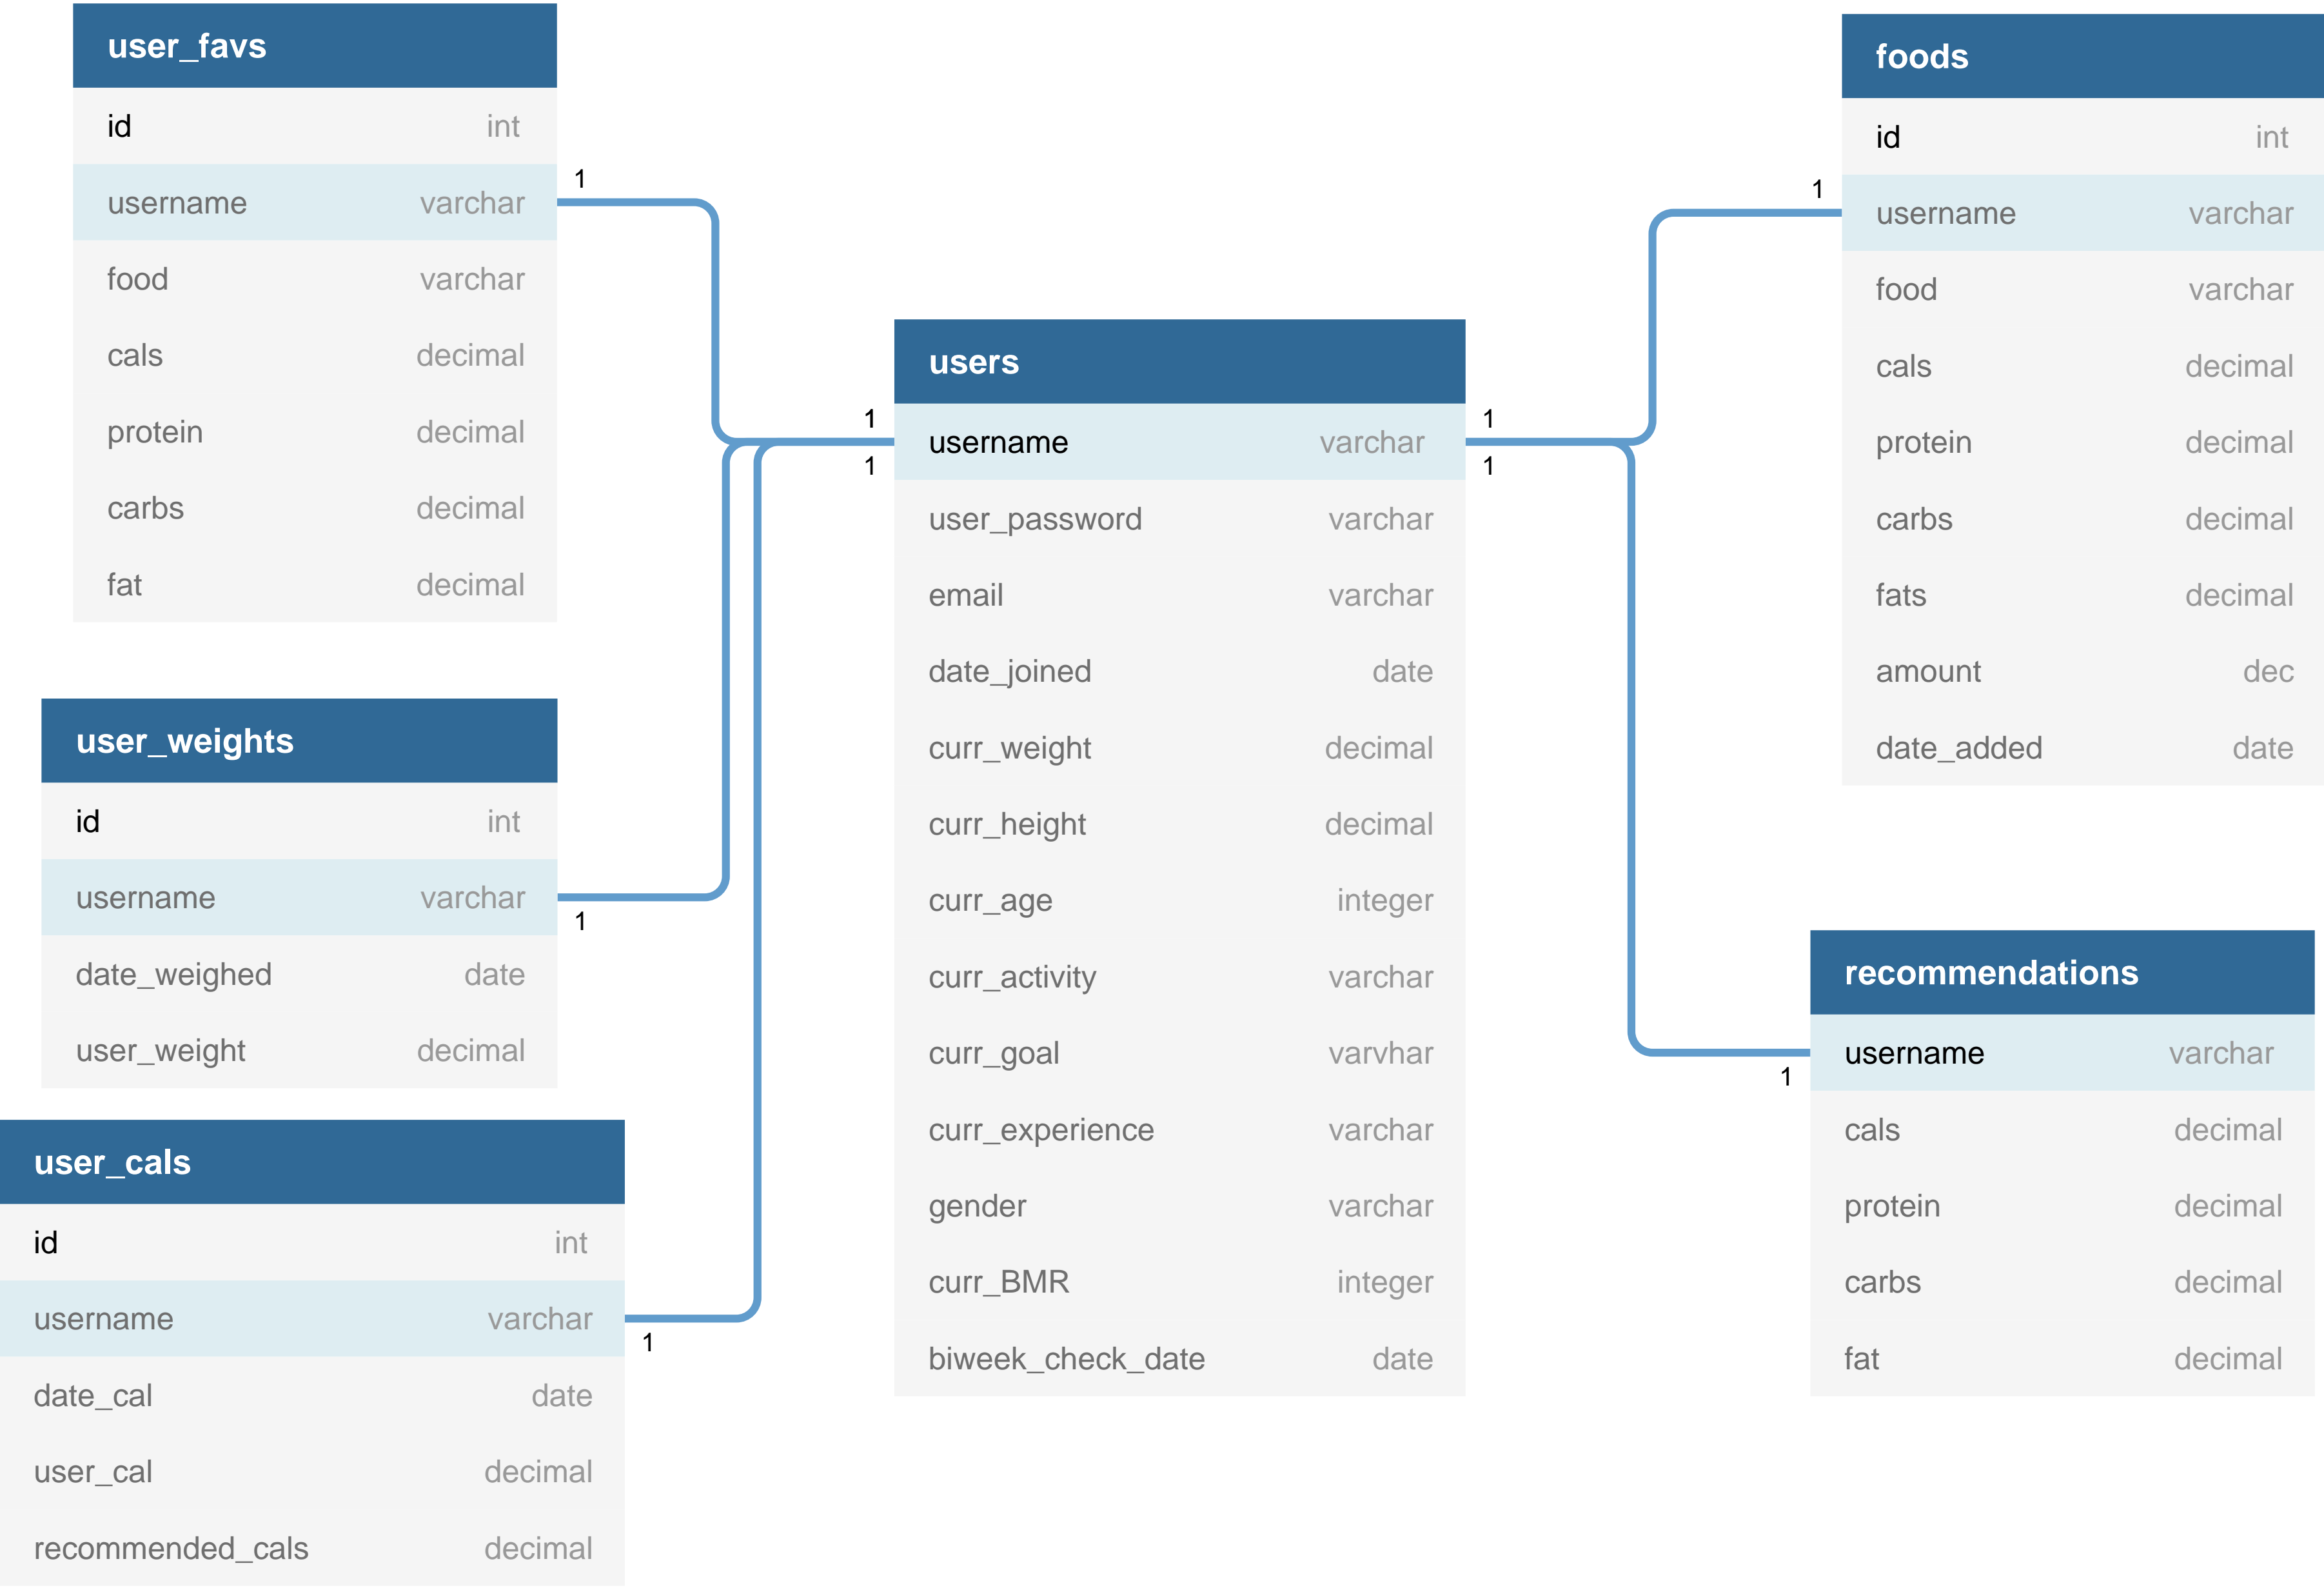 user_favs
id int
username varchar
food varchar
cals decimal
protein decimal
carbs decimal
fat decimal
1
user_weights
id int
username varchar
date_weighed date
user_weight decimal
1
user_cals
id int
username varchar
date_cal date
user_cal decimal
recommended_cals decimal
1
users
1 username varchar 1
1 1
user_password varchar
email varchar
date_joined date
curr_weight decimal
curr_height decimal
curr_age integer
curr_activity varchar
curr_goal varvhar
curr_experience varchar
gender varchar
curr_BMR integer
biweek_check_date date
foods
id int
1
username varchar
food varchar
cals decimal
protein decimal
carbs decimal
fats decimal
amount dec
date_added date
recommendations
username varchar
1
cals decimal
protein decimal
carbs decimal
fat decimal